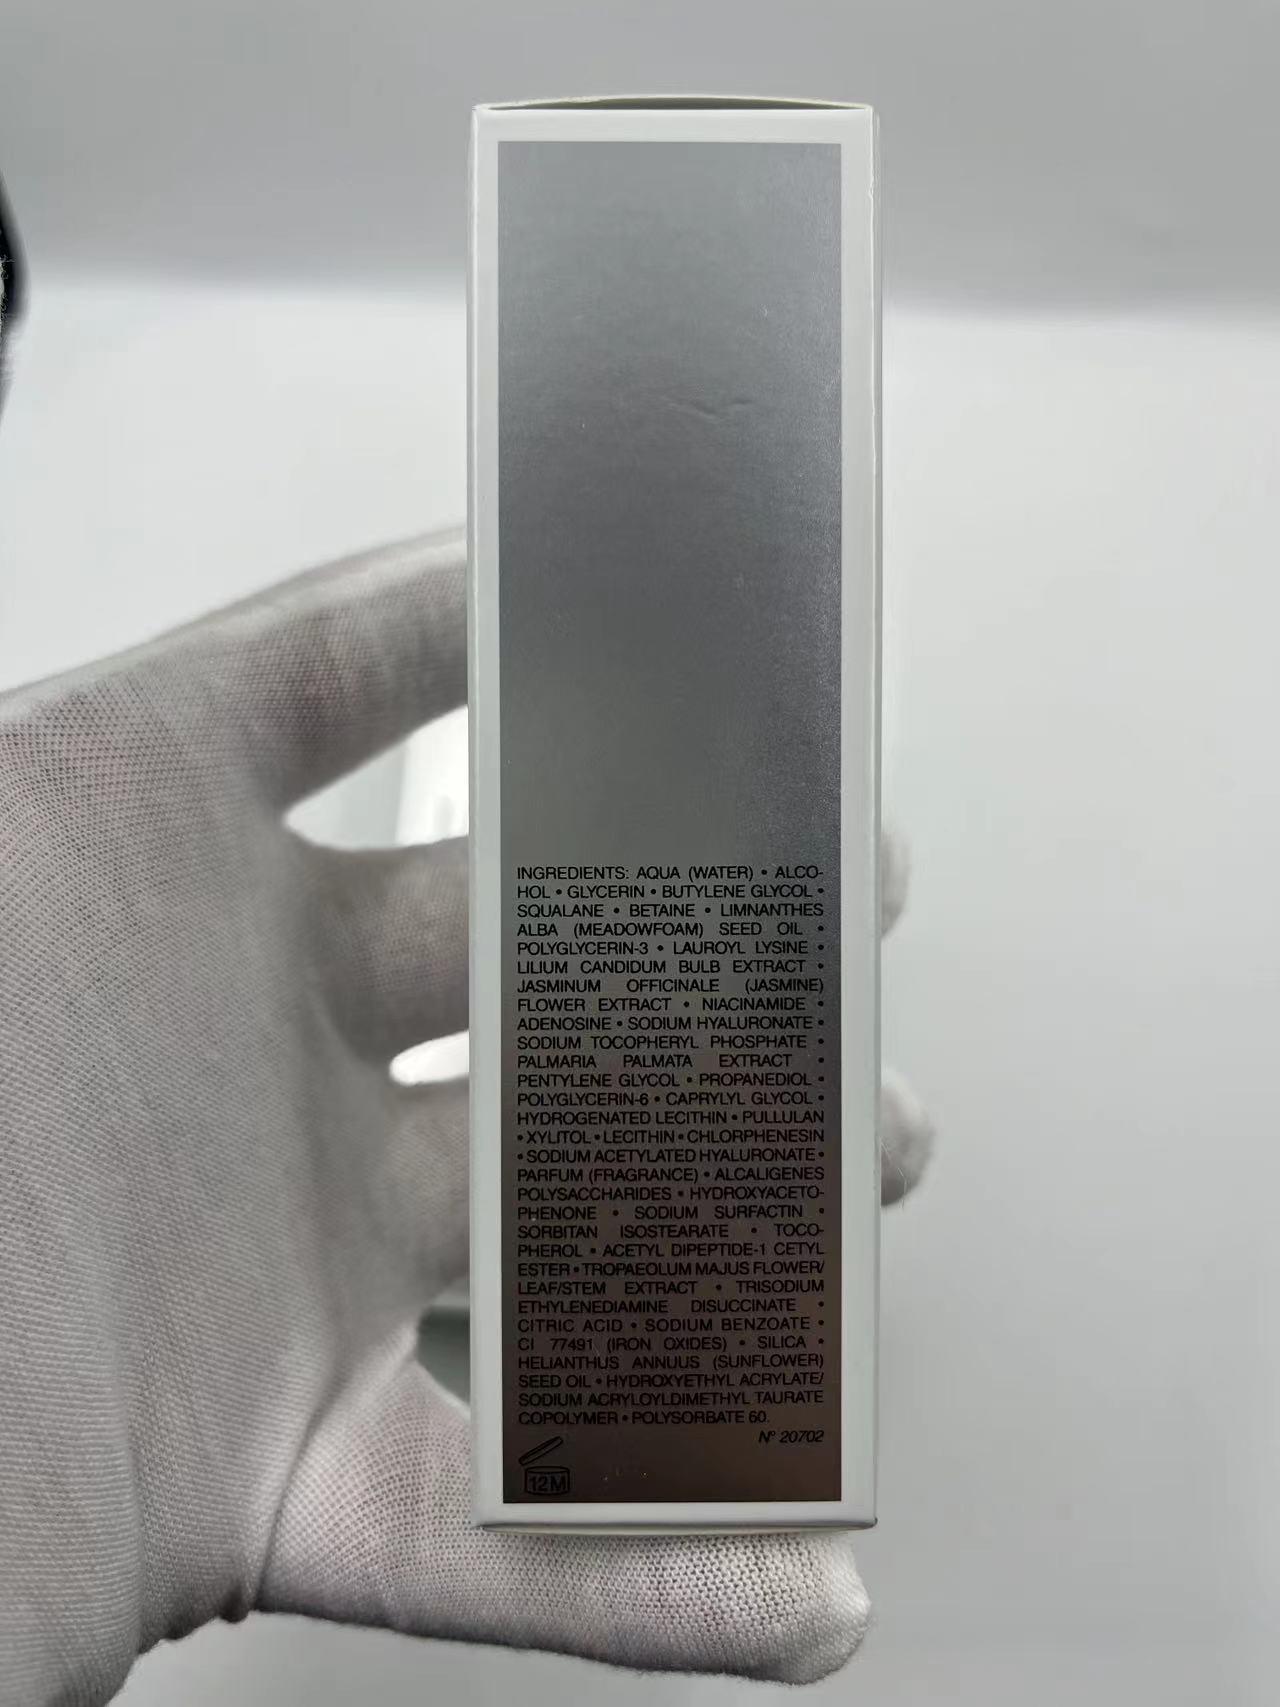 INGREDIENTS: AQUA (WATER) • ALCO-
HOL • GLYCERIN • BUTYLENE GLYCOL •
SQUALANE • BETAINE • LIMNANTHES
ALBA (MEADOWFOAM) SEED OIL •
POLYGLYCERIN-3 • LAUROYL LYSINE •
LILIUM CANDIDUM BULB EXTRACT •
JASMINUM OFFICINALE (JASMINE)
FLOWER EXTRACT • NIACINAMIDE •
ADENOSINE • SODIUM HYALURONATE •
SODIUM TOCOPHERYL PHOSPHATE •
PALMARIA PALMATA EXTRACT •
PENTYLENE GLYCOL • PROPANEDIOL •
POLYGLYCERIN-6 • CAPRYLYL GLYCOL •
HYDROGENATED LECITHIN • PULLULAN
• XYLITOL • LECITHIN • CHLORPHENESIN
• SODIUM ACETYLATED HYALURONATE •
PARFUM (FRAGRANCE) • ALCALIGENES
POLYSACCHARIDES • HYDROXYACETO-
PHENONE • SODIUM SURFACTIN •
SORBITAN ISOSTEARATE • TOCO-
PHEROL • ACETYL DIPEPTIDE-1 CETYL
ESTER • TROPAEOLUM MAJUS FLOWER/
LEAF/STEM EXTRACT • TRISODIUM
ETHYLENEDIAMINE DISUCCINATE •
CITRIC ACID • SODIUM BENZOATE •
CI 77491 (IRON OXIDES) • SILICA •
HELIANTHUS ANNUUS (SUNFLOWER)
SEED OIL • HYDROXYETHYL ACRYLATE/
SODIUM ACRYLOYLDIMETHYL TAURATE
COPOLYMER • POLYSORBATE 60.
N° 20702
12M